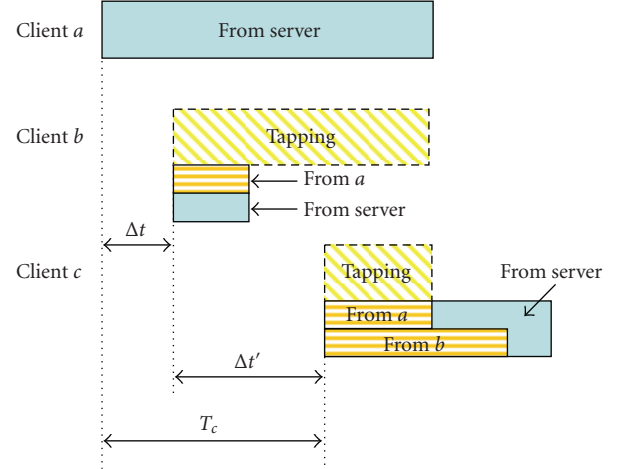 Client a
From server
Client b
Tapping
From a
From server
Δt
Client c
Tapping
From server
From a
From b
Δt′
T_c